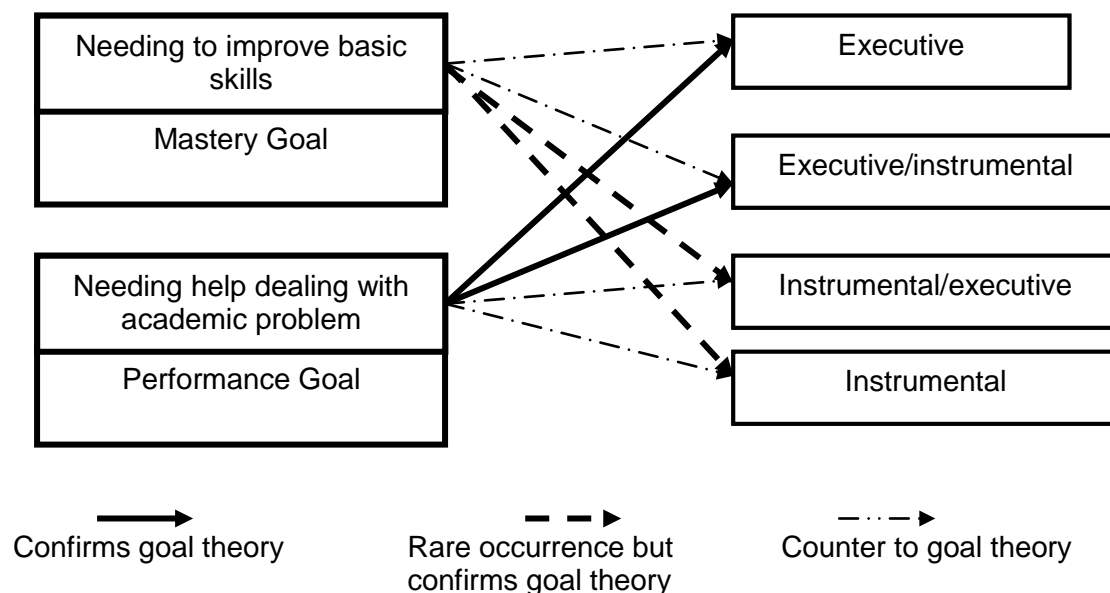 Needing to improve basic
skills
Mastery Goal
Needing help dealing with
academic problem
Performance Goal
Executive
Executive/instrumental
Instrumental/executive
Instrumental
Confirms goal theory
Rare occurrence but
confirms goal theory
Counter to goal theory